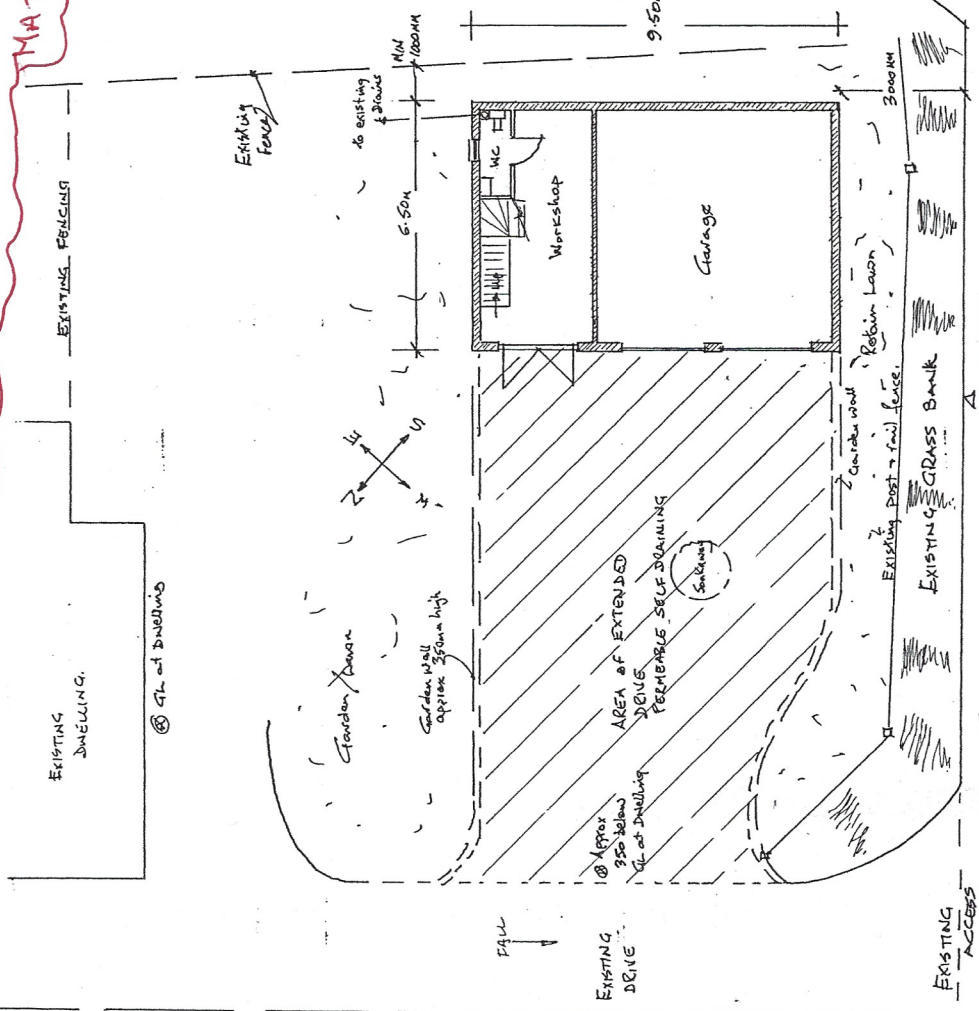 MA-
EXISTING FENCING
Existing
Fence
MIN
1000MM
9.50
to existing
drains
6.50M
WC
Workshop
Garage
3000MM
EXISTING
DWELLING.
GL at Dwelling
N
E
S
Garden / Lawn
Garden Wall
approx 350mm high
AREA OF EXTENDED
DRIVE
PERMEABLE SELF DRAINING
Soakaway
Approx
350 below
GL at Dwelling
Garden wall
Retain Lawn
Existing post & rail fence.
EXISTING GRASS BANK
FALL
EXISTING
DRIVE
EXISTING
ACCESS